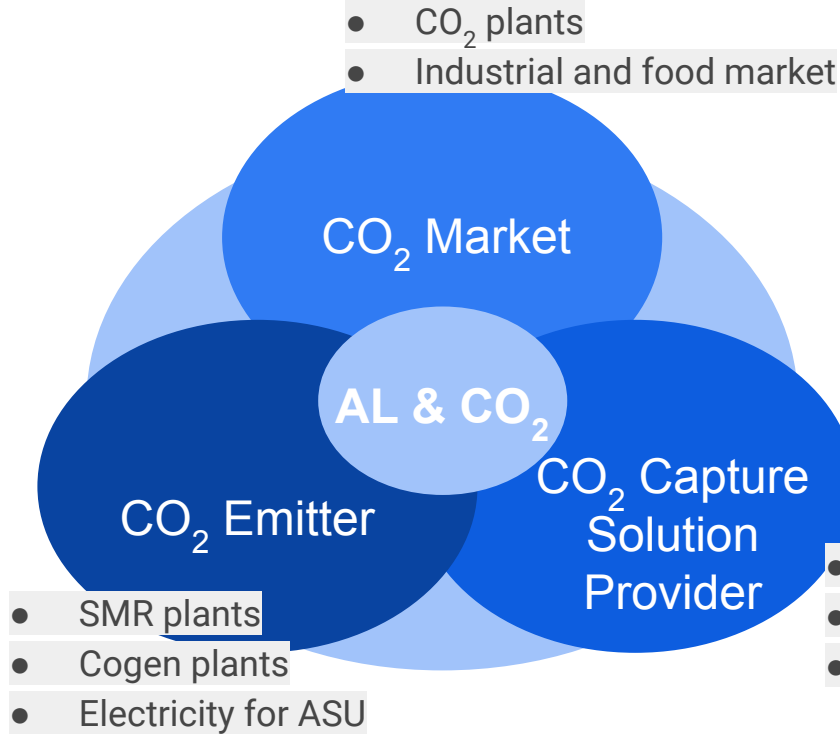 ● CO₂ plants
● Industrial and food market
CO₂ Market
AL & CO₂
CO₂ Emitter
CO₂ Capture
Solution
Provider
● SMR plants
● Cogen plants
● Electricity for ASU
●
●
●